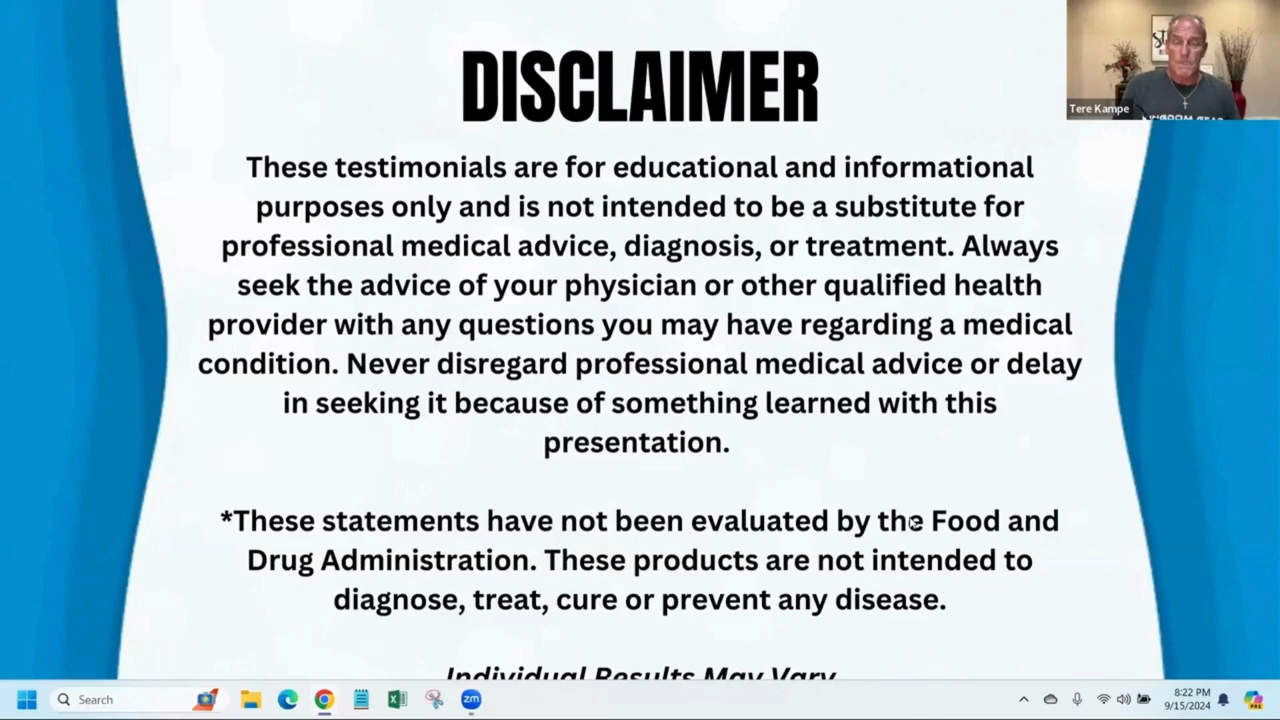 DISCLAIMER
These testimonials are for educational and informational
purposes only and is not intended to be a substitute for
professional medical advice, diagnosis, or treatment. Always
seek the advice of your physician or other qualified health
provider with any questions you may have regarding a medical
condition. Never disregard professional medical advice or delay
in seeking it because of something learned with this
presentation.
*These statements have not been evaluated by the Food and
Drug Administration. These products are not intended to
diagnose, treat, cure or prevent any disease.
Individual Results May Vary
Tere Kampe
Search
zm
8:22 PM
9/15/2024
PRE